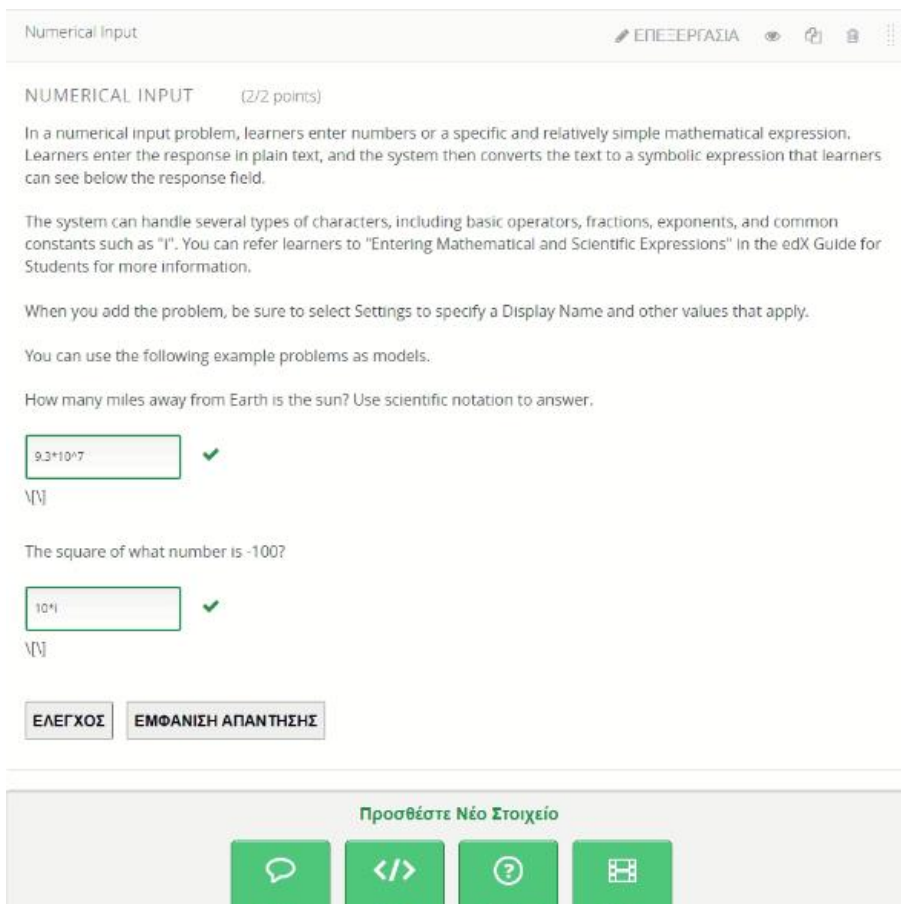 Numerical Input
ΕΠΕΞΕΡΓΑΣΙΑ
NUMERICAL INPUT (2/2 points)
In a numerical input problem, learners enter numbers or a specific and relatively simple mathematical expression.
Learners enter the response in plain text, and the system then converts the text to a symbolic expression that learners
can see below the response field.
The system can handle several types of characters, including basic operators, fractions, exponents, and common
constants such as "i". You can refer learners to "Entering Mathematical and Scientific Expressions" in the edX Guide for
Students for more information.
When you add the problem, be sure to select Settings to specify a Display Name and other values that apply.
You can use the following example problems as models.
How many miles away from Earth is the sun? Use scientific notation to answer.
9.3*10^7
\[\]
The square of what number is -100?
10*i
\[\]
ΕΛΕΓΧΟΣ ΕΜΦΑΝΙΣΗ ΑΠΑΝΤΗΣΗΣ
Προσθέστε Νέο Στοιχείο